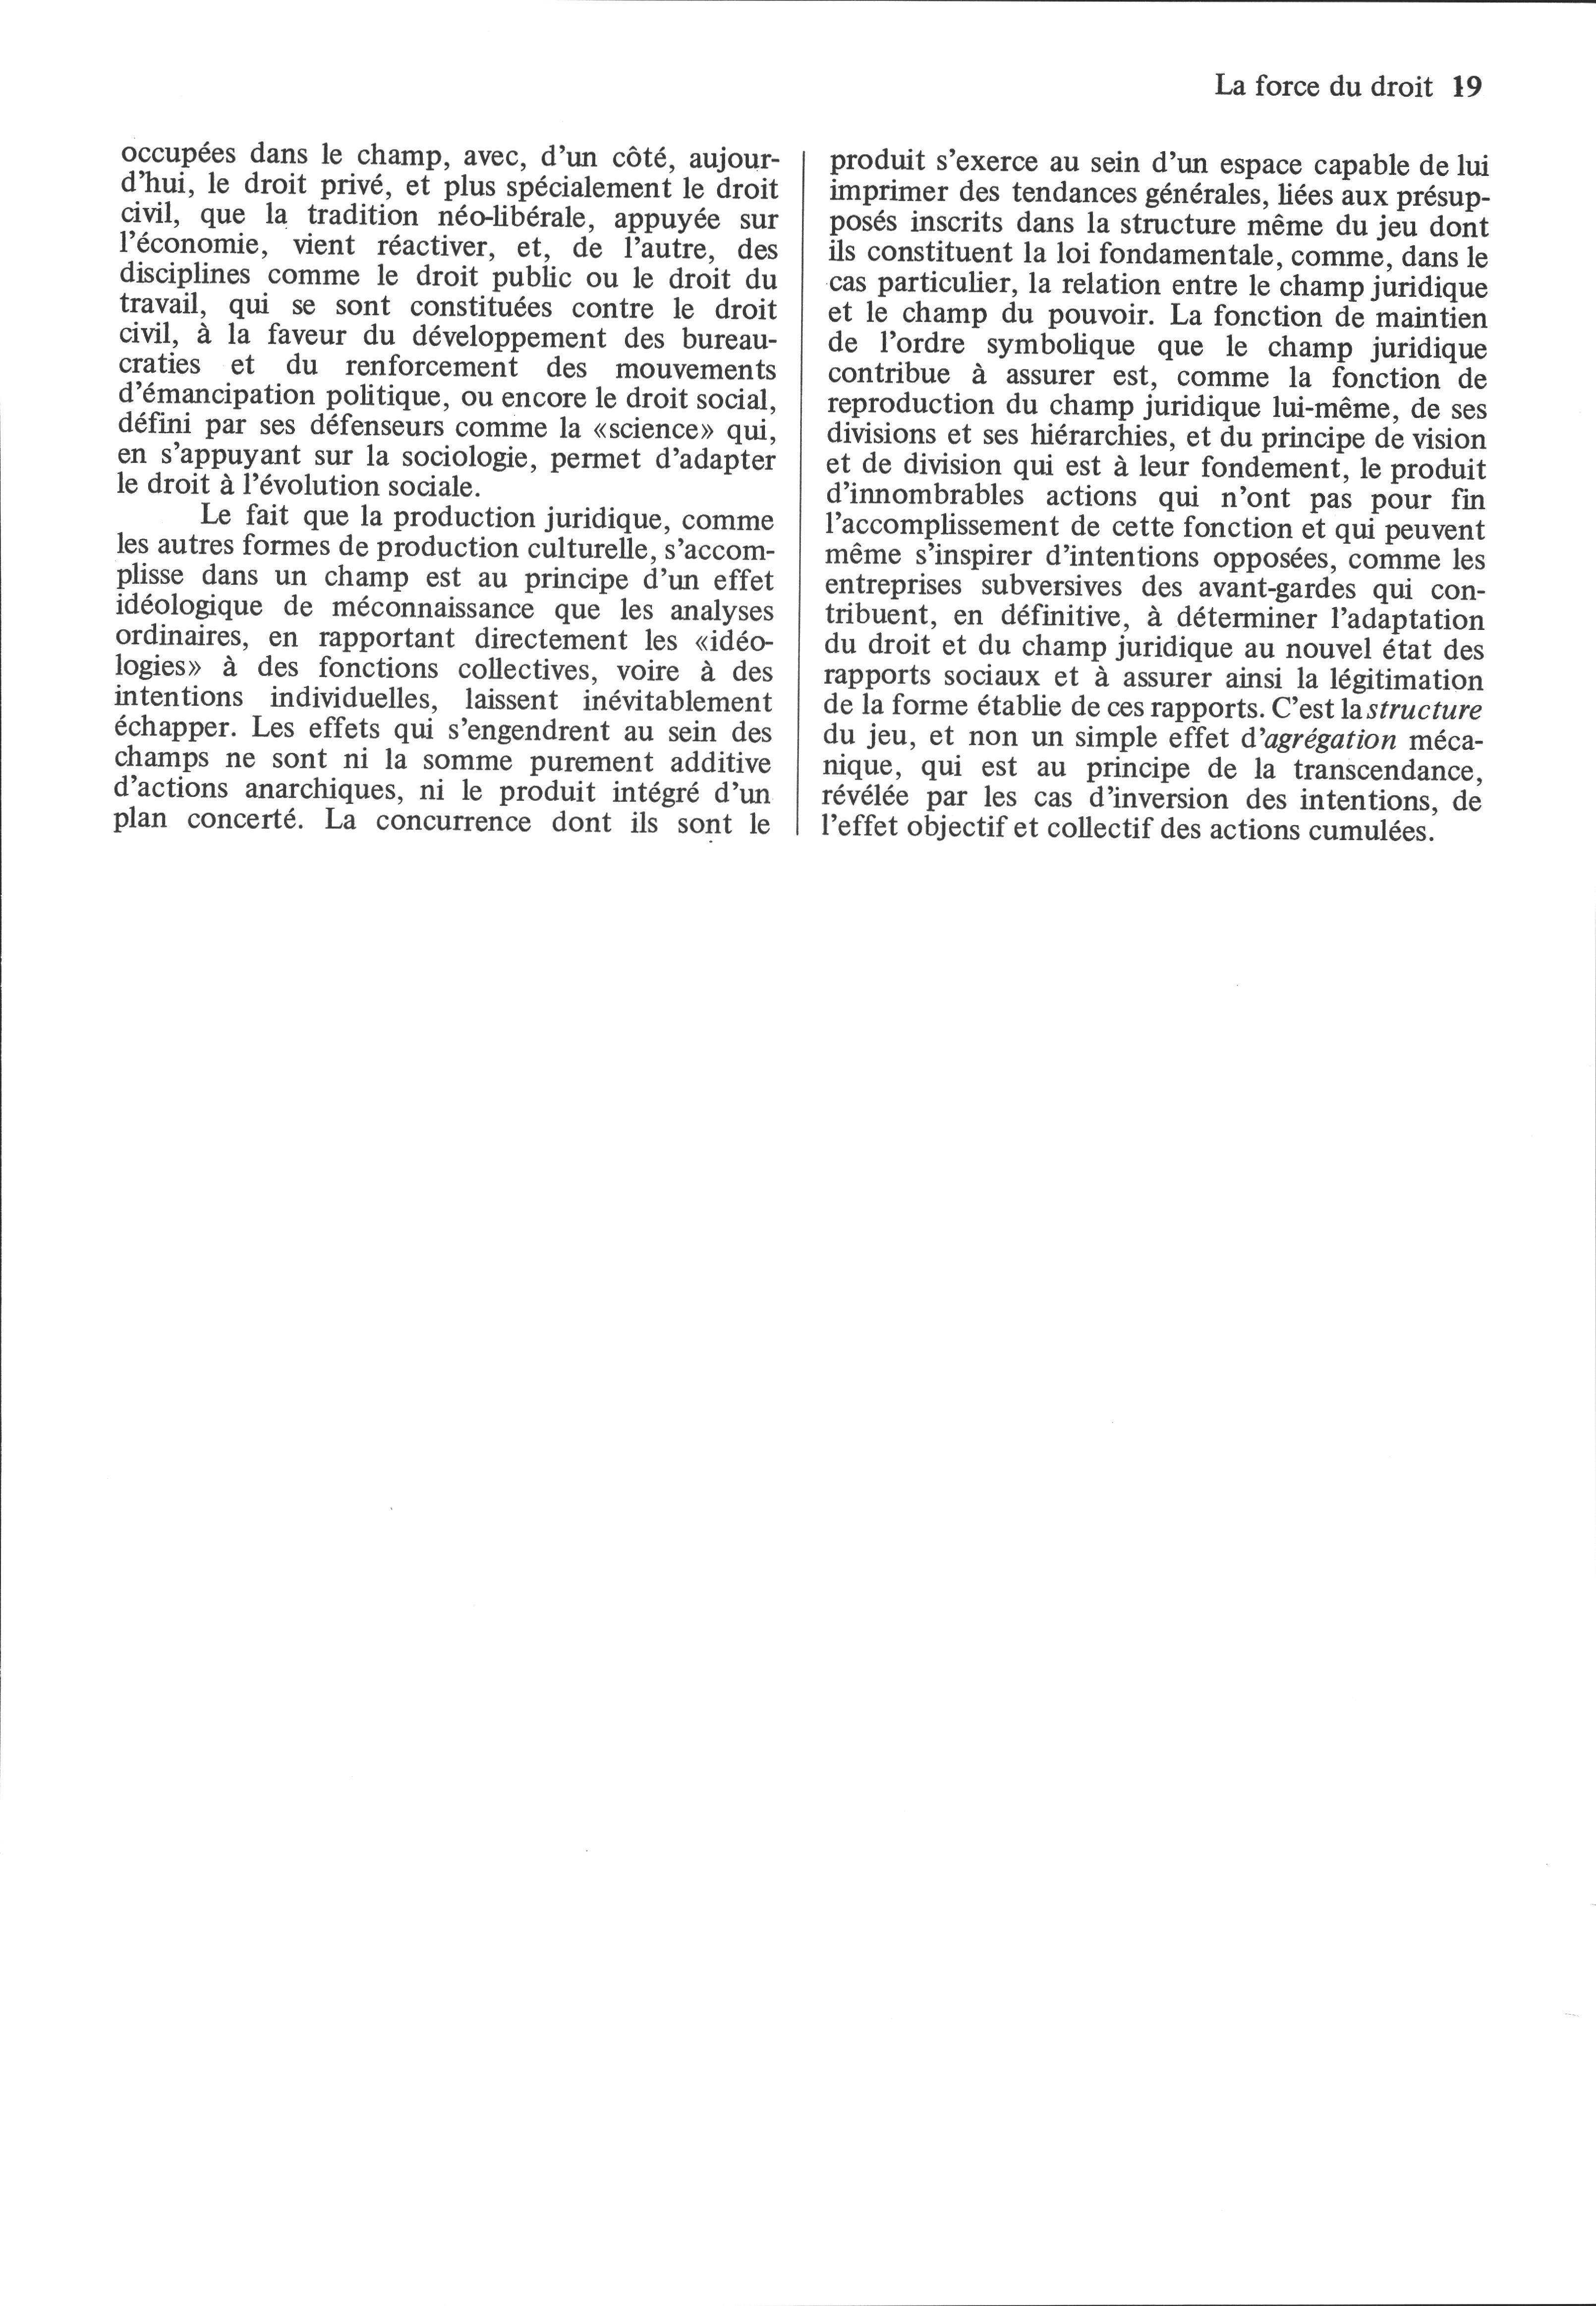 La force du droit 19
occupées dans le champ, avec, d'un côté, aujour-
d'hui, le droit privé, et plus spécialement le droit
civil, que la tradition néo-libérale, appuyée sur
l'économie, vient réactiver, et, de l'autre, des
disciplines comme le droit public ou le droit du
travail, qui se sont constituées contre le droit
civil, à la faveur du développement des bureau-
craties et du renforcement des mouvements
d'émancipation politique, ou encore le droit social,
défini par ses défenseurs comme la «science» qui,
en s'appuyant sur la sociologie, permet d'adapter
le droit à l'évolution sociale.
Le fait que la production juridique, comme
les autres formes de production culturelle, s'accom-
plisse dans un champ est au principe d'un effet
idéologique de méconnaissance que les analyses
ordinaires, en rapportant directement les «idéo-
logies» à des fonctions collectives, voire à des
intentions individuelles, laissent inévitablement
échapper. Les effets qui s'engendrent au sein des
champs ne sont ni la somme purement additive
d'actions anarchiques, ni le produit intégré d'un
plan concerté. La concurrence dont ils sont le
produit s'exerce au sein d'un espace capable de lui
imprimer des tendances générales, liées aux présup-
posés inscrits dans la structure même du jeu dont
ils constituent la loi fondamentale, comme, dans le
cas particulier, la relation entre le champ juridique
et le champ du pouvoir. La fonction de maintien
de l'ordre symbolique que le champ juridique
contribue à assurer est, comme la fonction de
reproduction du champ juridique lui-même, de ses
divisions et ses hiérarchies, et du principe de vision
et de division qui est à leur fondement, le produit
d'innombrables actions qui n'ont pas pour fin
l'accomplissement de cette fonction et qui peuvent
même s'inspirer d'intentions opposées, comme les
entreprises subversives des avant-gardes qui con-
tribuent, en définitive, à déterminer l'adaptation
du droit et du champ juridique au nouvel état des
rapports sociaux et à assurer ainsi la légitimation
de la forme établie de ces rapports. C'est la structure
du jeu, et non un simple effet d'agrégation méca-
nique, qui est au principe de la transcendance,
révélée par les cas d'inversion des intentions, de
l'effet objectif et collectif des actions cumulées.